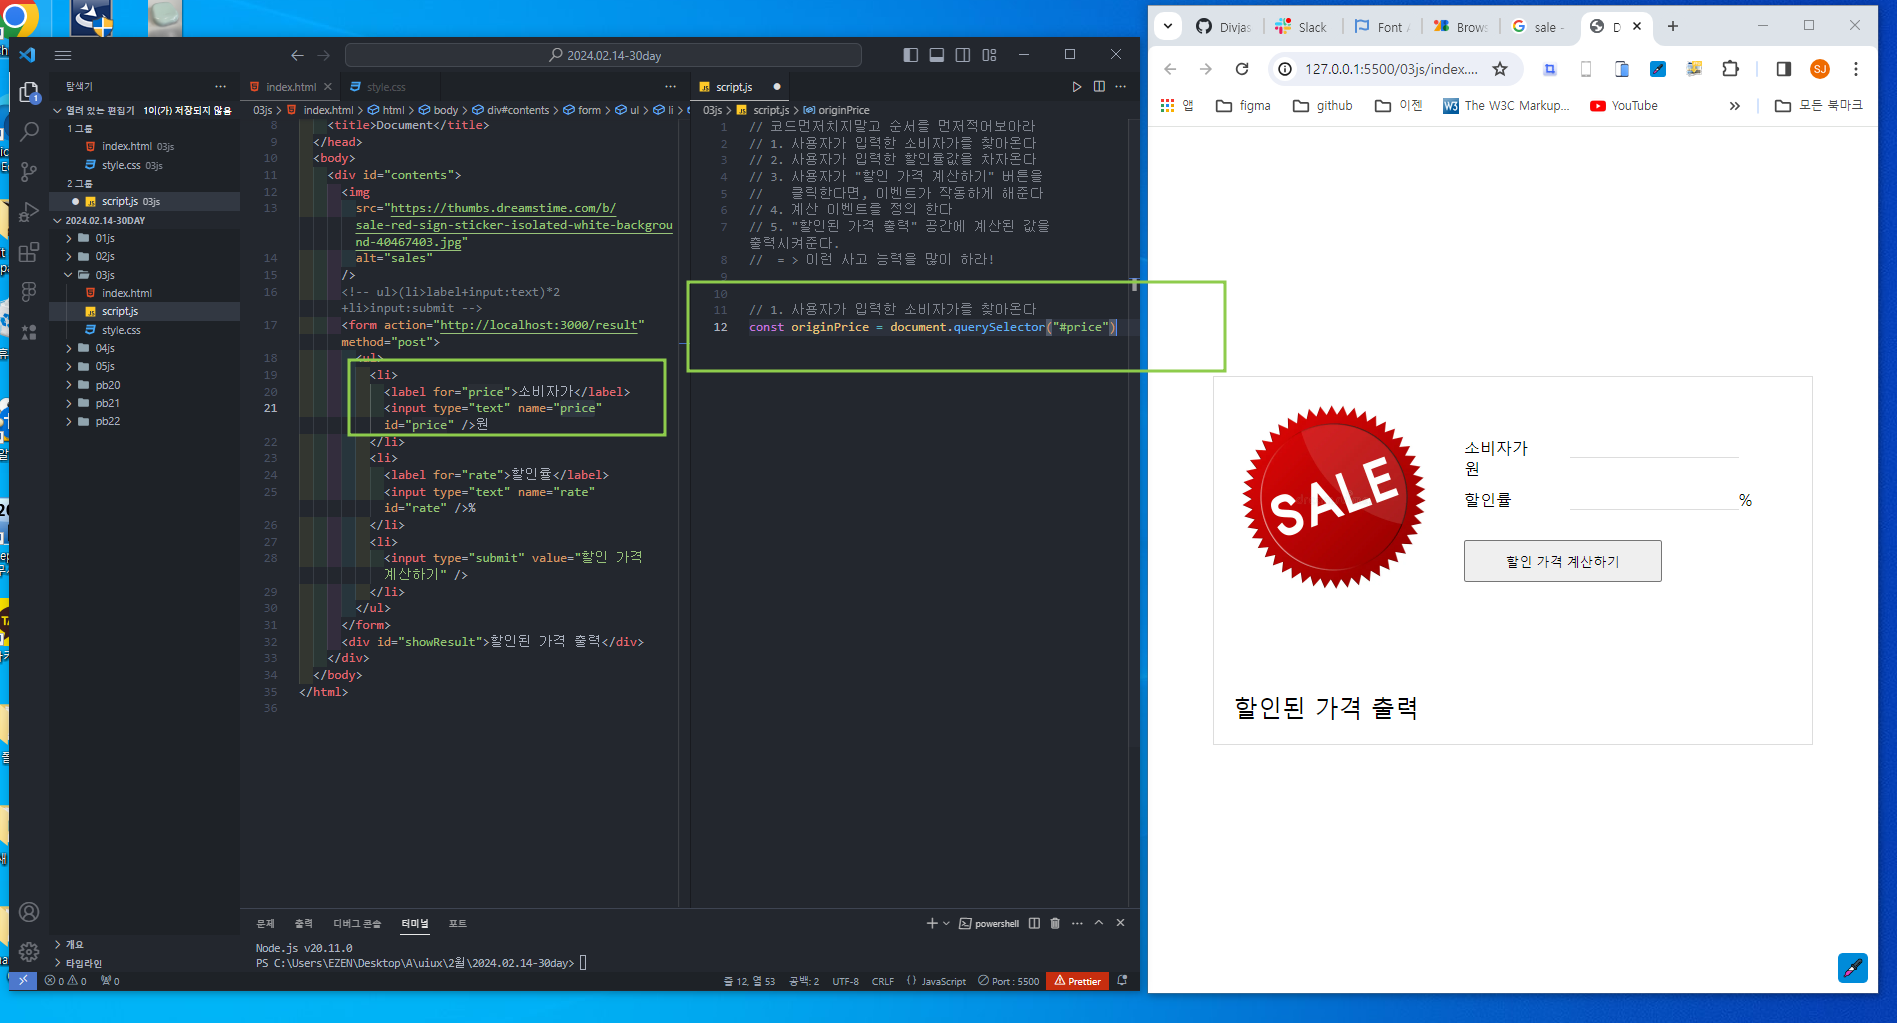 2024.02.14-30day
탐색기
열려 있는 편집기 1이(가) 저장되지 않음
1 그룹
index.html 03js
style.css 03js
2 그룹
script.js 03js
2024.02.14-30DAY
01js
02js
03js
index.html
script.js
style.css
04js
05js
pb20
pb21
pb22
개요
타임라인
index.html
style.css
03js > index.html > html > body > div#contents > form > ul > li >
8 <title>Document</title>
9 </head>
10 <body>
11 <div id="contents">
12 <img
13 src="https://thumbs.dreamstime.com/b/
sale-red-sign-sticker-isolated-white-backgrou
nd-40467403.jpg"
14 alt="sales"
15 />
16 <!-- ul>(li>label+input:text)*2
+li>input:submit -->
17 <form action="http://localhost:3000/result"
method="post">
18 <ul>
19 <li>
20 <label for="price">소비자가</label>
21 <input type="text" name="price"
id="price" />원
22 </li>
23 <li>
24 <label for="rate">할인률</label>
25 <input type="text" name="rate"
id="rate" />%
26 </li>
27 <li>
28 <input type="submit" value="할인 가격
계산하기" />
29 </li>
30 </ul>
31 </form>
32 <div id="showResult">할인된 가격 출력</div>
33 </div>
34 </body>
35 </html>
36
script.js
03js > script.js > originPrice
1 // 코드먼저치지말고 순서를 먼저적어보아라
2 // 1. 사용자가 입력한 소비자가를 찾아온다
3 // 2. 사용자가 입력한 할인률값을 차자온다
4 // 3. 사용자가 "할인 가격 계산하기" 버튼을
5 // 클릭한다면, 이벤트가 작동하게 해준다
6 // 4. 계산 이벤트를 정의 한다
7 // 5. "할인된 가격 출력" 공간에 계산된 값을
출력시켜준다.
8 // = > 이런 사고 능력을 많이 하라!
9
10
11 // 1. 사용자가 입력한 소비자가를 찾아온다
12 const originPrice = document.querySelector("#price")
문제 출력 디버그 콘솔 터미널 포트
powershell
Node.js v20.11.0
PS C:\Users\EZEN\Desktop\A\uiux\2월\2024.02.14-30day>
0 0 0
줄 12, 열 53 공백: 2 UTF-8 CRLF JavaScript Port : 5500 Prettier
Divjas Slack Font Brows sale - D
127.0.0.1:5500/03js/index....
SJ
앱 figma github 이젠 The W3C Markup... YouTube 모든 북마크
SALE
소비자가
원
할인률 %
할인 가격 계산하기
할인된 가격 출력